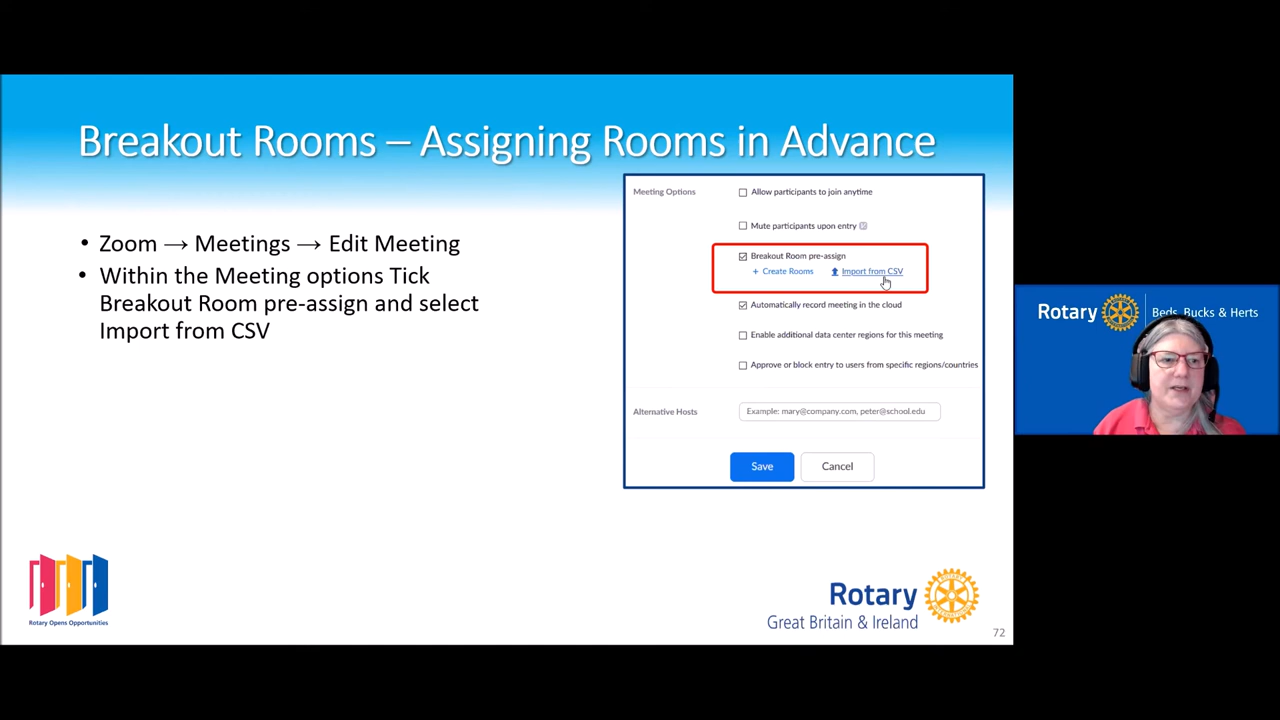 Breakout Rooms – Assigning Rooms in Advance
• Zoom → Meetings → Edit Meeting
• Within the Meeting options Tick
Breakout Room pre-assign and select
Import from CSV
Meeting Options
Allow participants to join anytime
Mute participants upon entry
Breakout Room pre-assign
+ Create Rooms
Import from CSV
Automatically record meeting in the cloud
Enable additional data center regions for this meeting
Approve or block entry to users from specific regions/countries
Alternative Hosts
Example: mary@company.com, peter@school.edu
Save
Cancel
Rotary
Beds, Bucks & Herts
Rotary Opens Opportunities
Rotary
Great Britain & Ireland
72